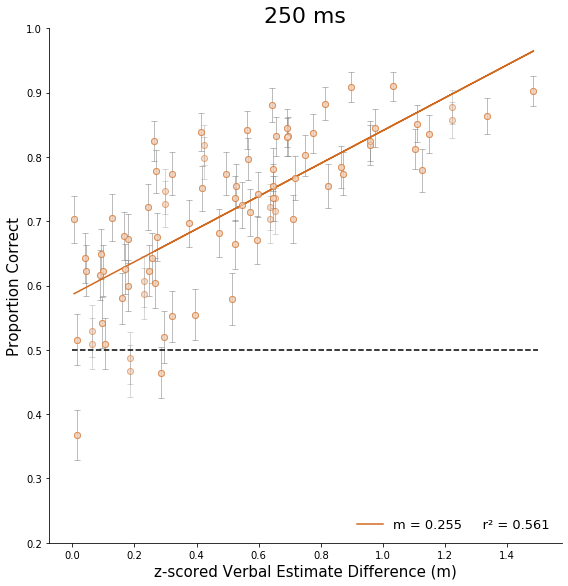 250 ms
1.0
0.9
0.8
0.7
0.6
0.5
0.4
0.3
0.2
Proportion Correct
m = 0.255 r² = 0.561
0.0 0.2 0.4 0.6 0.8 1.0 1.2 1.4
z-scored Verbal Estimate Difference (m)